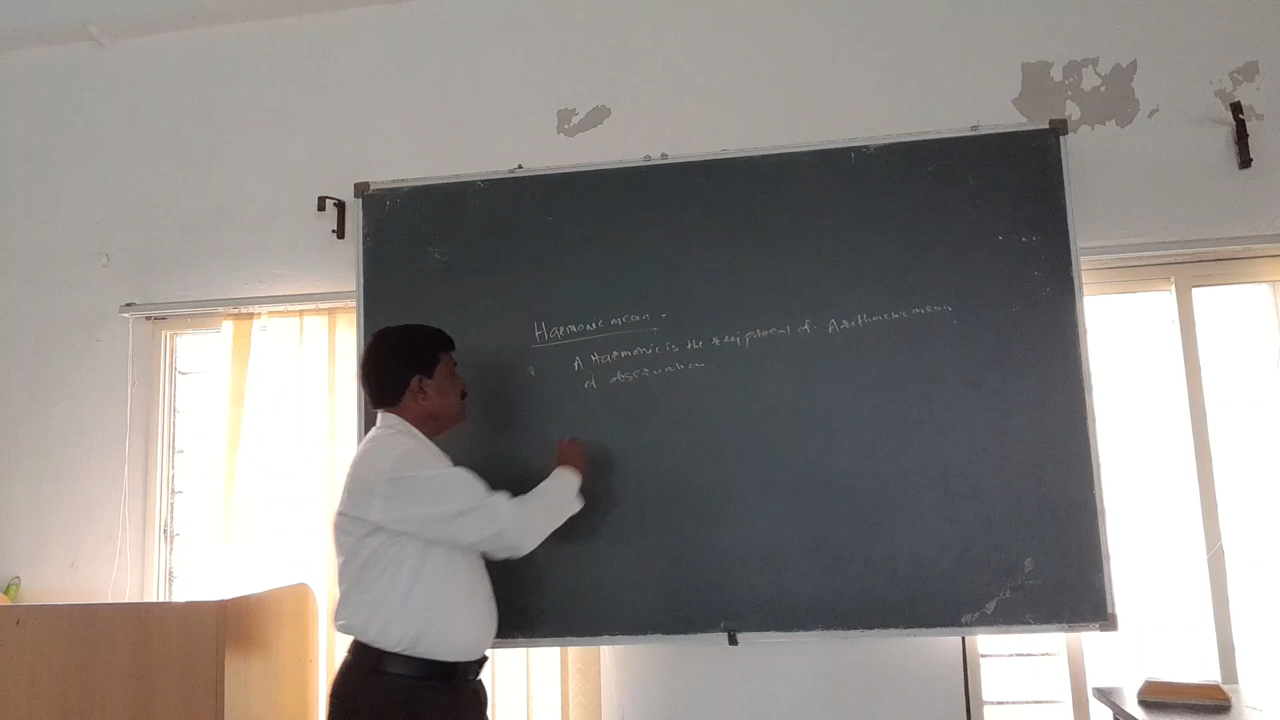 Harmonic mean -
A Harmonic is the reciprocal of. Arithmetic mean
of observation.